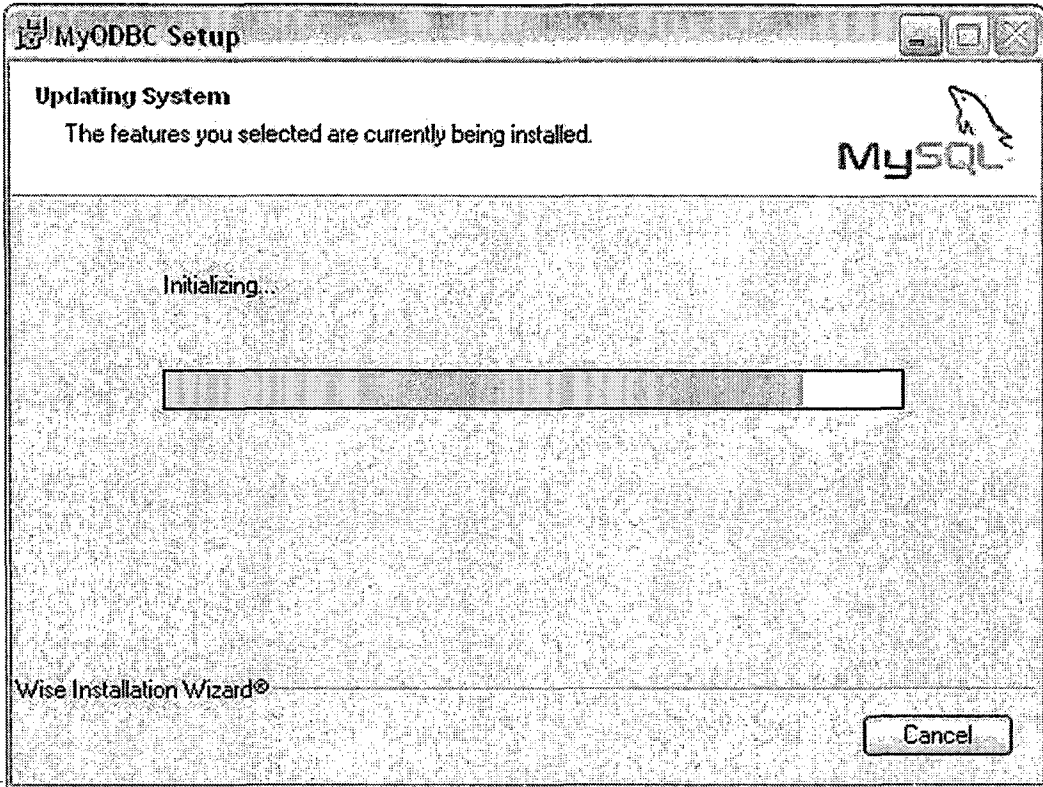 MyODBC Setup
Updating System
The features you selected are currently being installed.
MySQL
Initializing...
Wise Installation Wizard®
Cancel